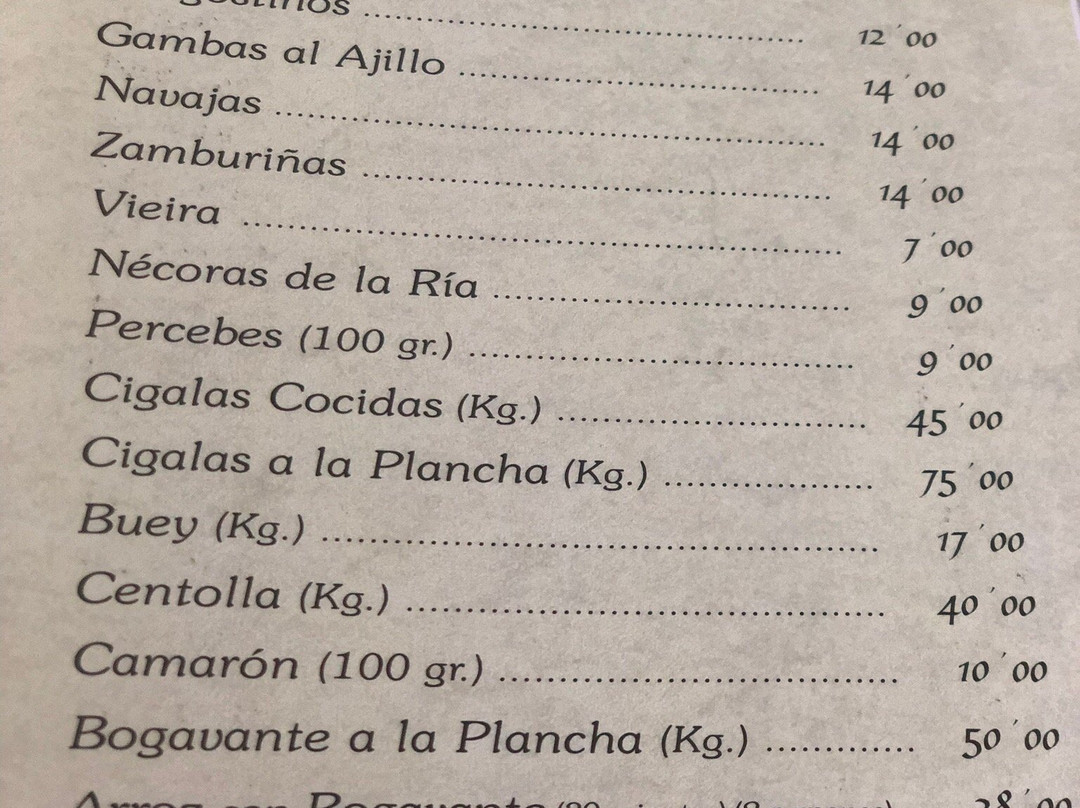 ............ 12 ´00
Gambas al Ajillo ............ 14 ´00
Navajas ............ 14 ´00
Zamburiñas ............ 14 ´00
Vieira ............ 7 ´00
Nécoras de la Ría ............ 9 ´00
Percebes (100 gr.) ............ 9 ´00
Cigalas Cocidas (Kg.) ............ 45 ´00
Cigalas a la Plancha (Kg.) ............ 75 ´00
Buey (Kg.) ............ 17 ´00
Centolla (Kg.) ............ 40 ´00
Camarón (100 gr.) ............ 10 ´00
Bogavante a la Plancha (Kg.) ............ 50 ´00